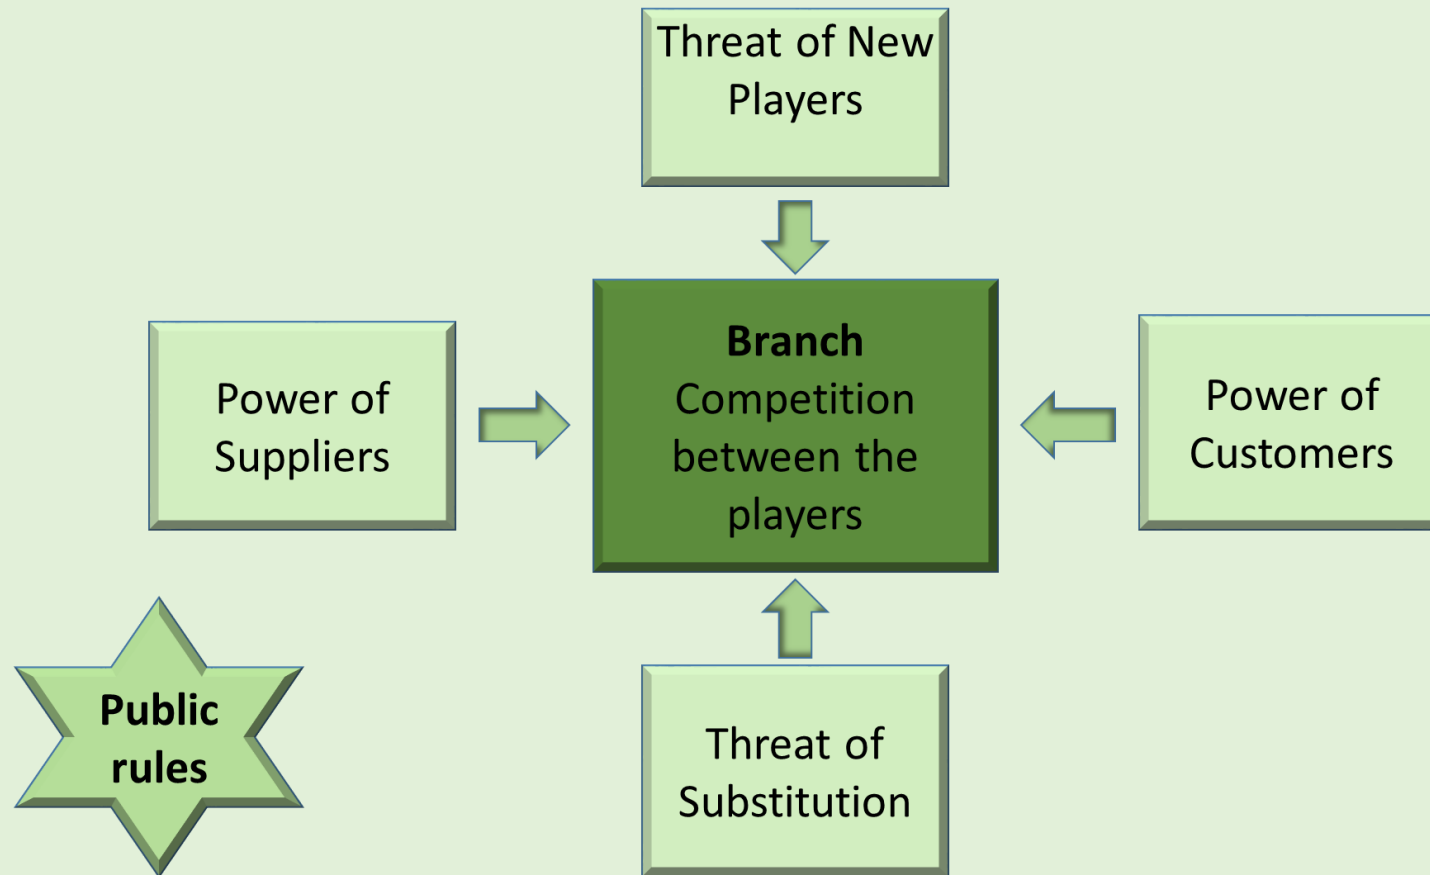 Threat of New
Players
Branch
Competition
between the
players
Power of
Suppliers
Power of
Customers
Public
rules
Threat of
Substitution